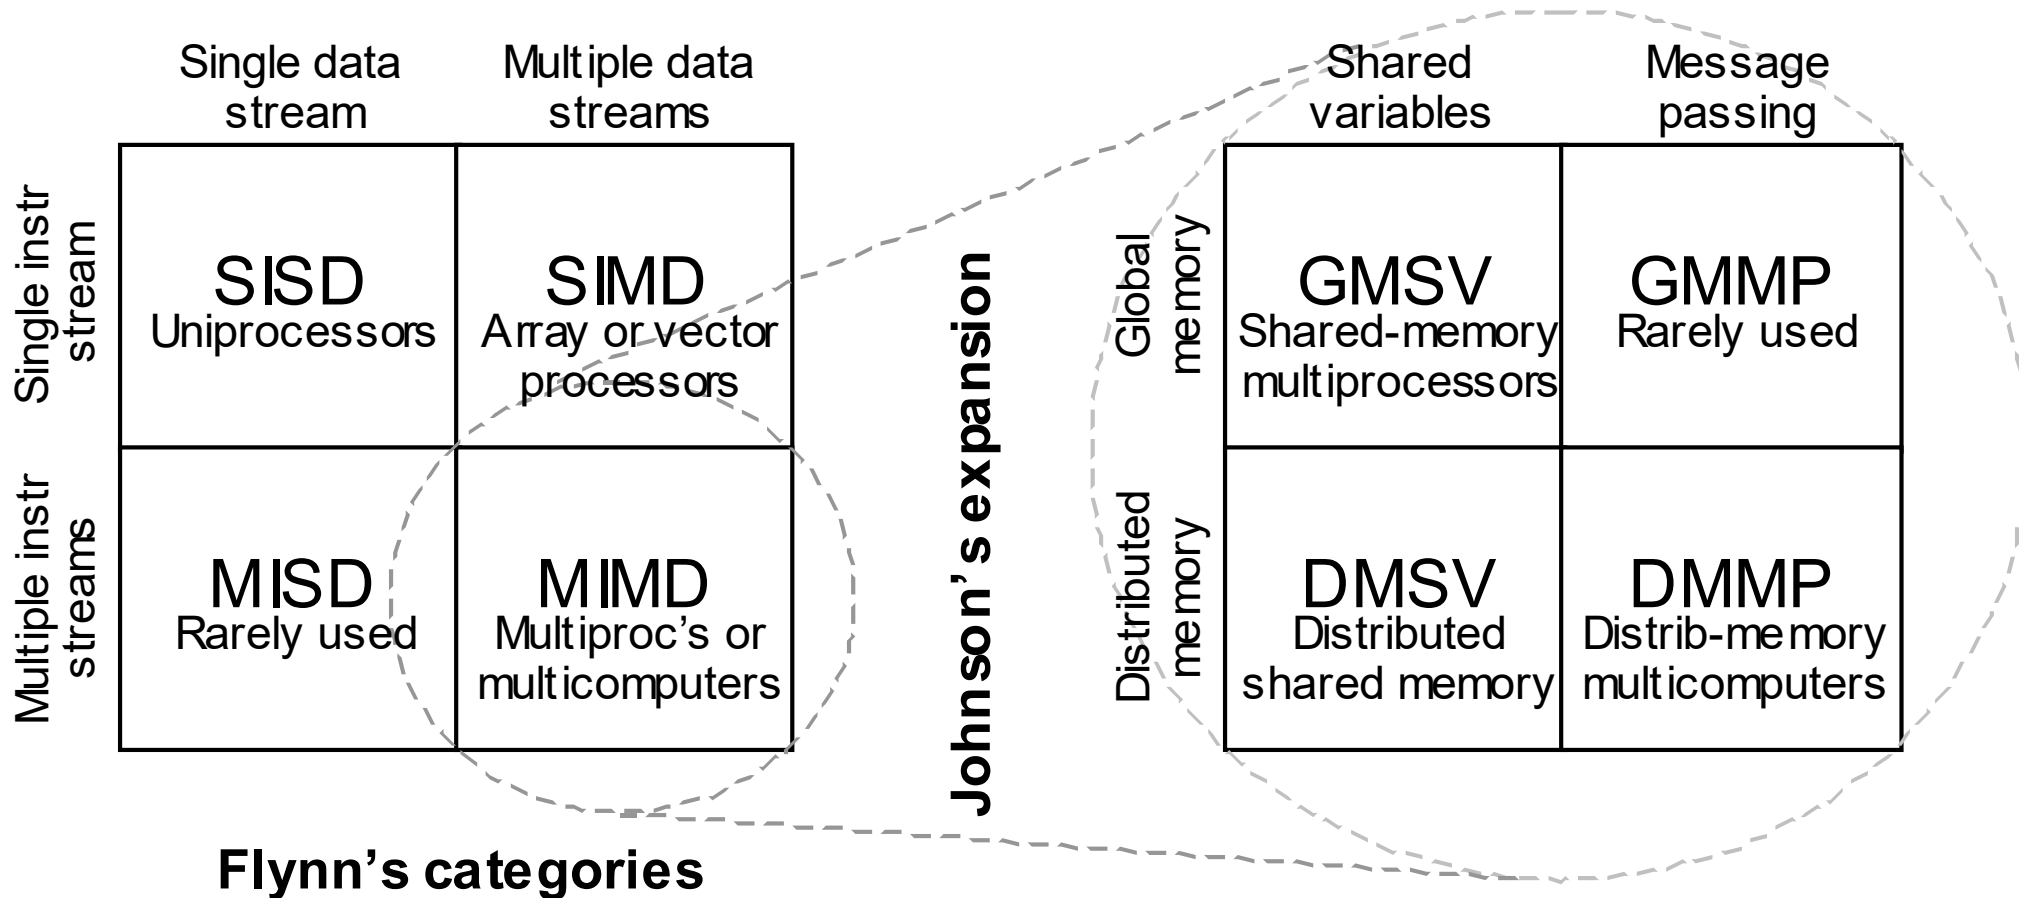 Single data
stream
Multiple data
streams
Shared
variables
Message
passing
Single instr
stream
SISD
Uniprocessors
SIMD
Array or vector
processors
Multiple instr
streams
MISD
Rarely used
MIMD
Multiproc's or
multicomputers
Johnson's expansion
Global
memory
GMSV
Shared-memory
multiprocessors
GMMP
Rarely used
Distributed
memory
DMSV
Distributed
shared memory
DMMP
Distrib-memory
multicomputers
Flynn's categories